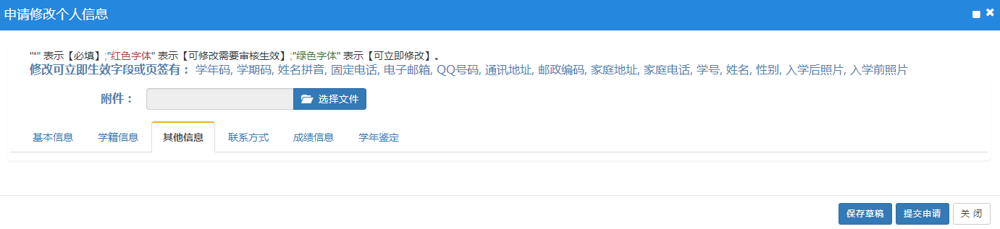 申请修改个人信息
"*" 表示【必填】;"红色字体" 表示【可修改需要审核生效】;"绿色字体" 表示【可立即修改】。
修改可立即生效字段或页签有： 学年码, 学期码, 姓名拼音, 固定电话, 电子邮箱, QQ号码, 通讯地址, 邮政编码, 家庭地址, 家庭电话, 学号, 姓名, 性别, 入学后照片, 入学前照片
附件： 选择文件
基本信息 学籍信息 其他信息 联系方式 成绩信息 学年鉴定
保存草稿 提交申请 关 闭